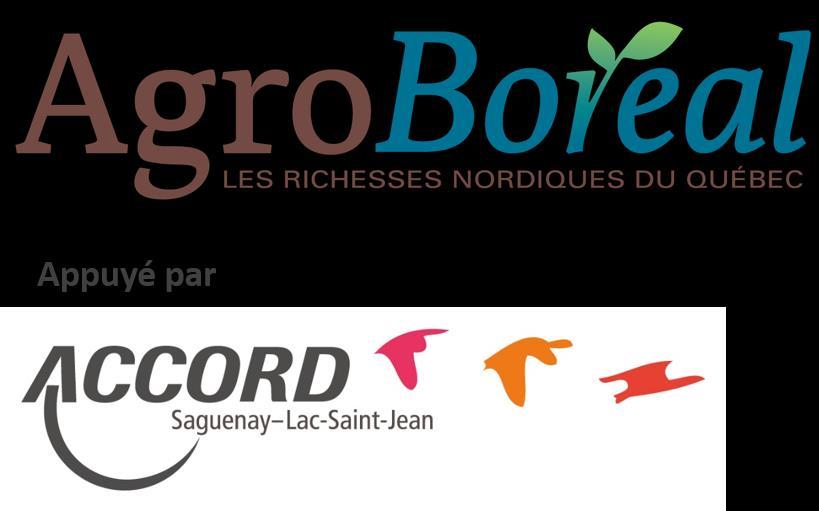 AgroBoreal
LES RICHESSES NORDIQUES DU QUÉBEC
Appuyé par
ACCORD
Saguenay–Lac-Saint-Jean